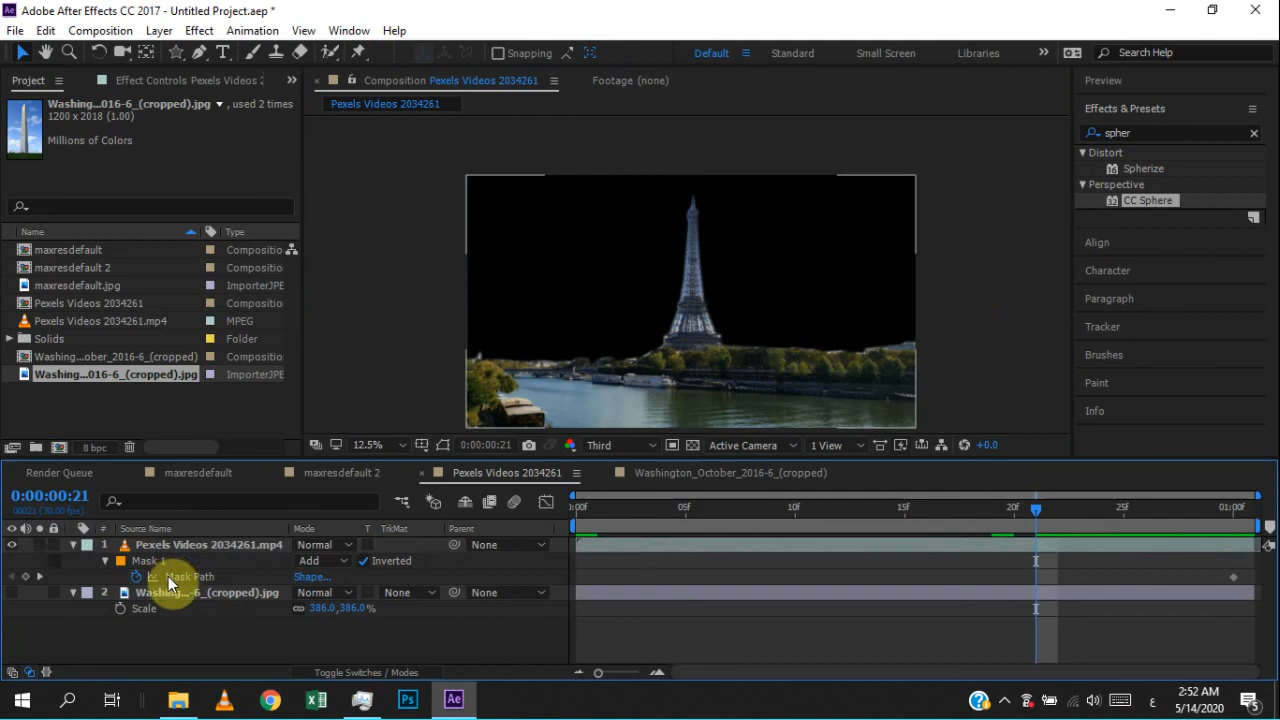 Adobe After Effects CC 2017 - Untitled Project.aep *
File Edit Composition Layer Effect Animation View Window Help
Snapping
Default Standard Small Screen Libraries Search Help
Project Effect Controls Pexels Videos 2
Composition Pexels Videos 2034261 Footage (none)
Pexels Videos 2034261
Preview
Effects & Presets
Washing...016-6_(cropped).jpg , used 2 times
1200 x 2018 (1.00)
Millions of Colors
spher
Distort
Spherize
Perspective
CC Sphere
Name Type
maxresdefault Compositio
maxresdefault 2 Compositio
maxresdefault.jpg ImporterJPE
Pexels Videos 2034261 Compositio
Pexels Videos 2034261.mp4 MPEG
Solids Folder
Washing...ober_2016-6_(cropped) Compositio
Washing...016-6_(cropped).jpg ImporterJPE
Align
Character
Paragraph
Tracker
Brushes
Paint
Info
8 bpc
12.5% 0:00:00:21 Third Active Camera 1 View +0.0
Render Queue maxresdefault maxresdefault 2 Pexels Videos 2034261 Washington_October_2016-6_(cropped)
0:00:00:21
00021 (30.00 fps)
:00f 05f 10f 15f 20f 25f 01:00f
# Source Name Mode T TrkMat Parent
1 Pexels Videos 2034261.mp4 Normal None
Mask 1 Add Inverted
Mask Path Shape...
2 Washing...-6_(cropped).jpg Normal None None
Scale 386.0,386.0%
Toggle Switches / Modes
Ps Ae
ع
2:52 AM
5/14/2020
5